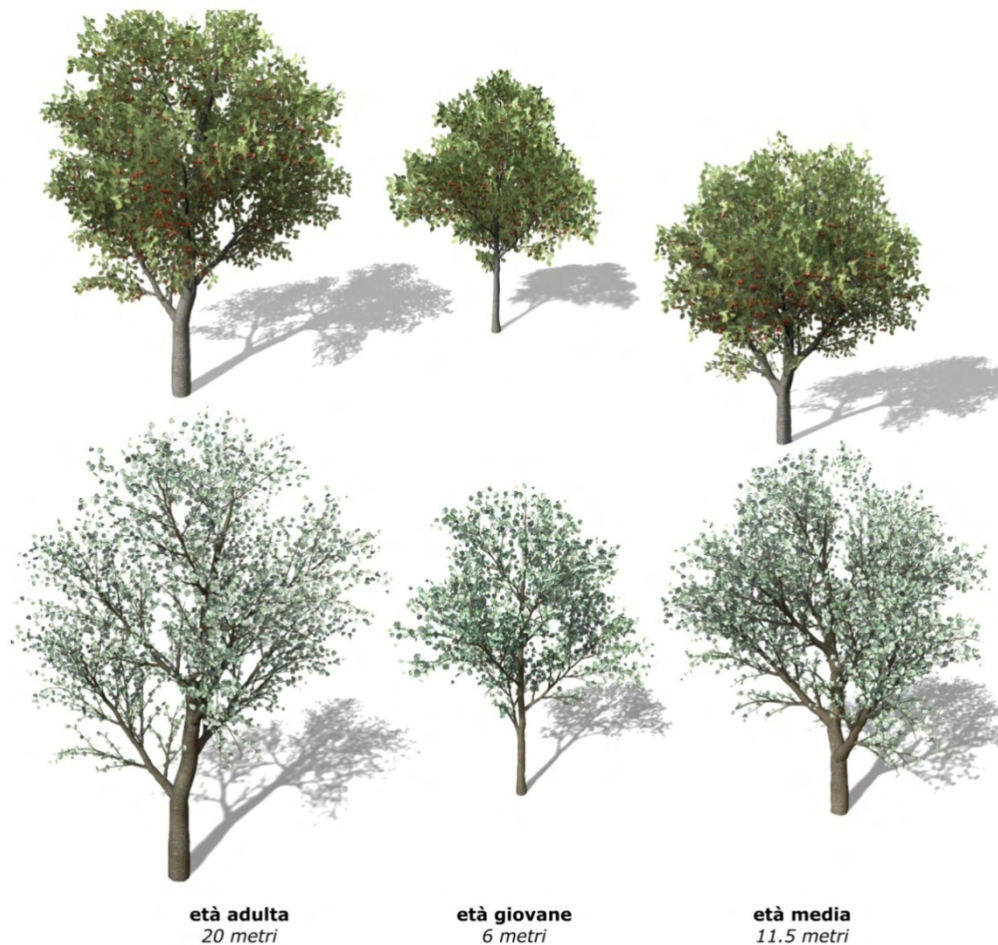 età adulta
20 metri
età giovane
6 metri
età media
11.5 metri